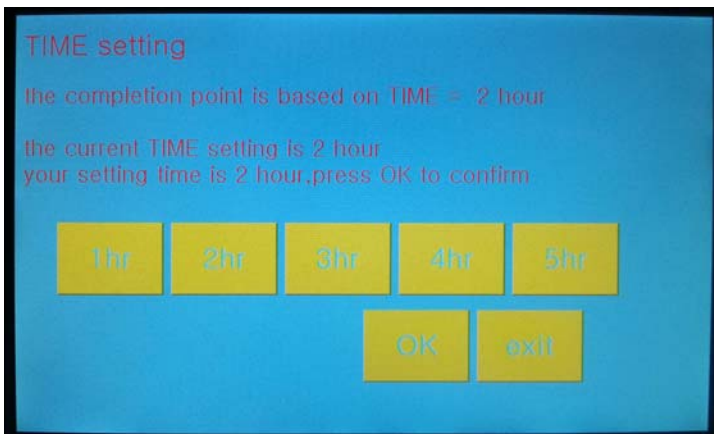 TIME setting
the completion point is based on TIME = 2 hour
the current TIME setting is 2 hour
your setting time is 2 hour,press OK to confirm
1hr 2hr 3hr 4hr 5hr
OK exit